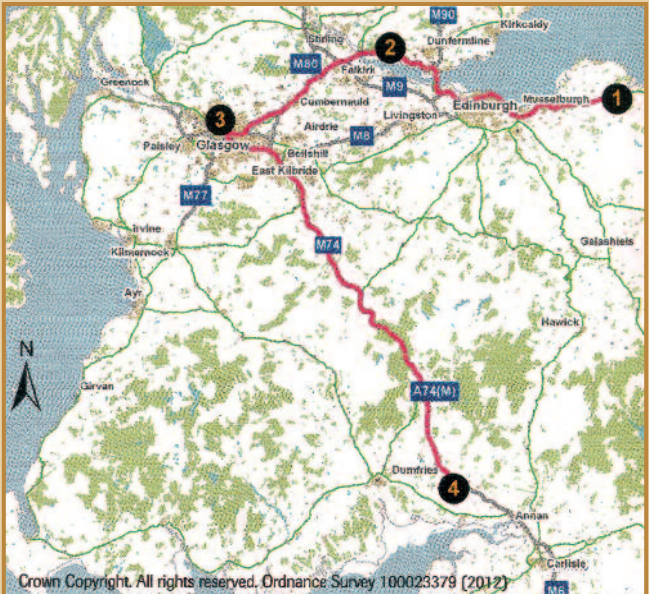 M90
Kirkcaldy
Stirling
2
Dunfermline
M80
Falkirk
Greenock
M9
1
Cumbernauld
Musselburgh
3
Edinburgh
Livingston
Airdrie
M8
Paisley
Glasgow
Bellshill
East Kilbride
M77
Irvine
M74
Galashiels
Kilmarnock
Ayr
Hawick
N
Girvan
A74(M)
Dumfries
4
Annan
Carlisle
M6
Crown Copyright. All rights reserved. Ordnance Survey 100023379 (2012)